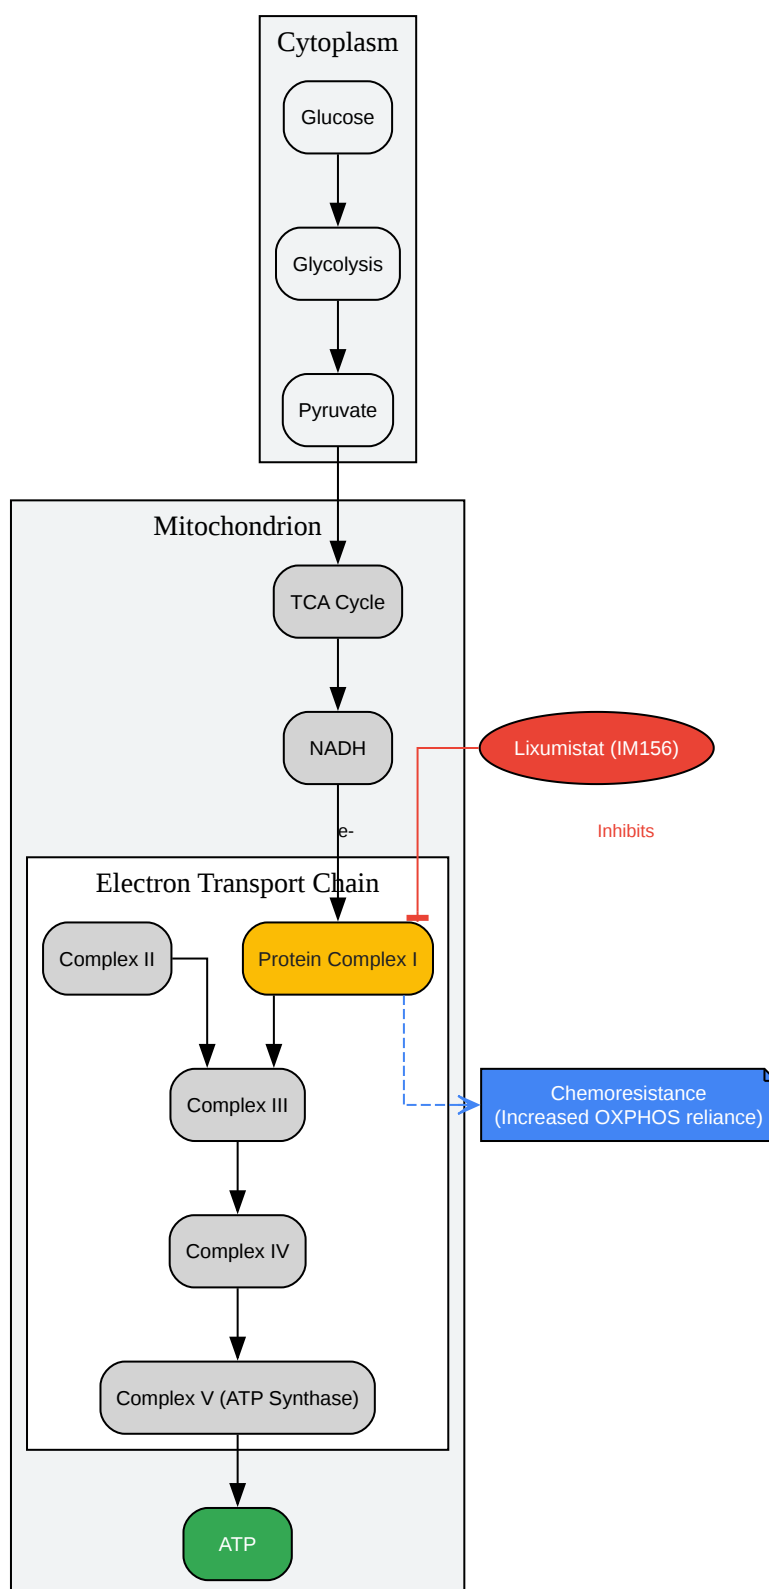 Cytoplasm
Glucose
Glycolysis
Pyruvate
Mitochondrion
TCA Cycle
NADH
Lixumistat (IM156)
e-
Inhibits
Electron Transport Chain
Complex II
Protein Complex I
Complex III
Chemoresistance
(Increased OXPHOS reliance)
Complex IV
Complex V (ATP Synthase)
ATP